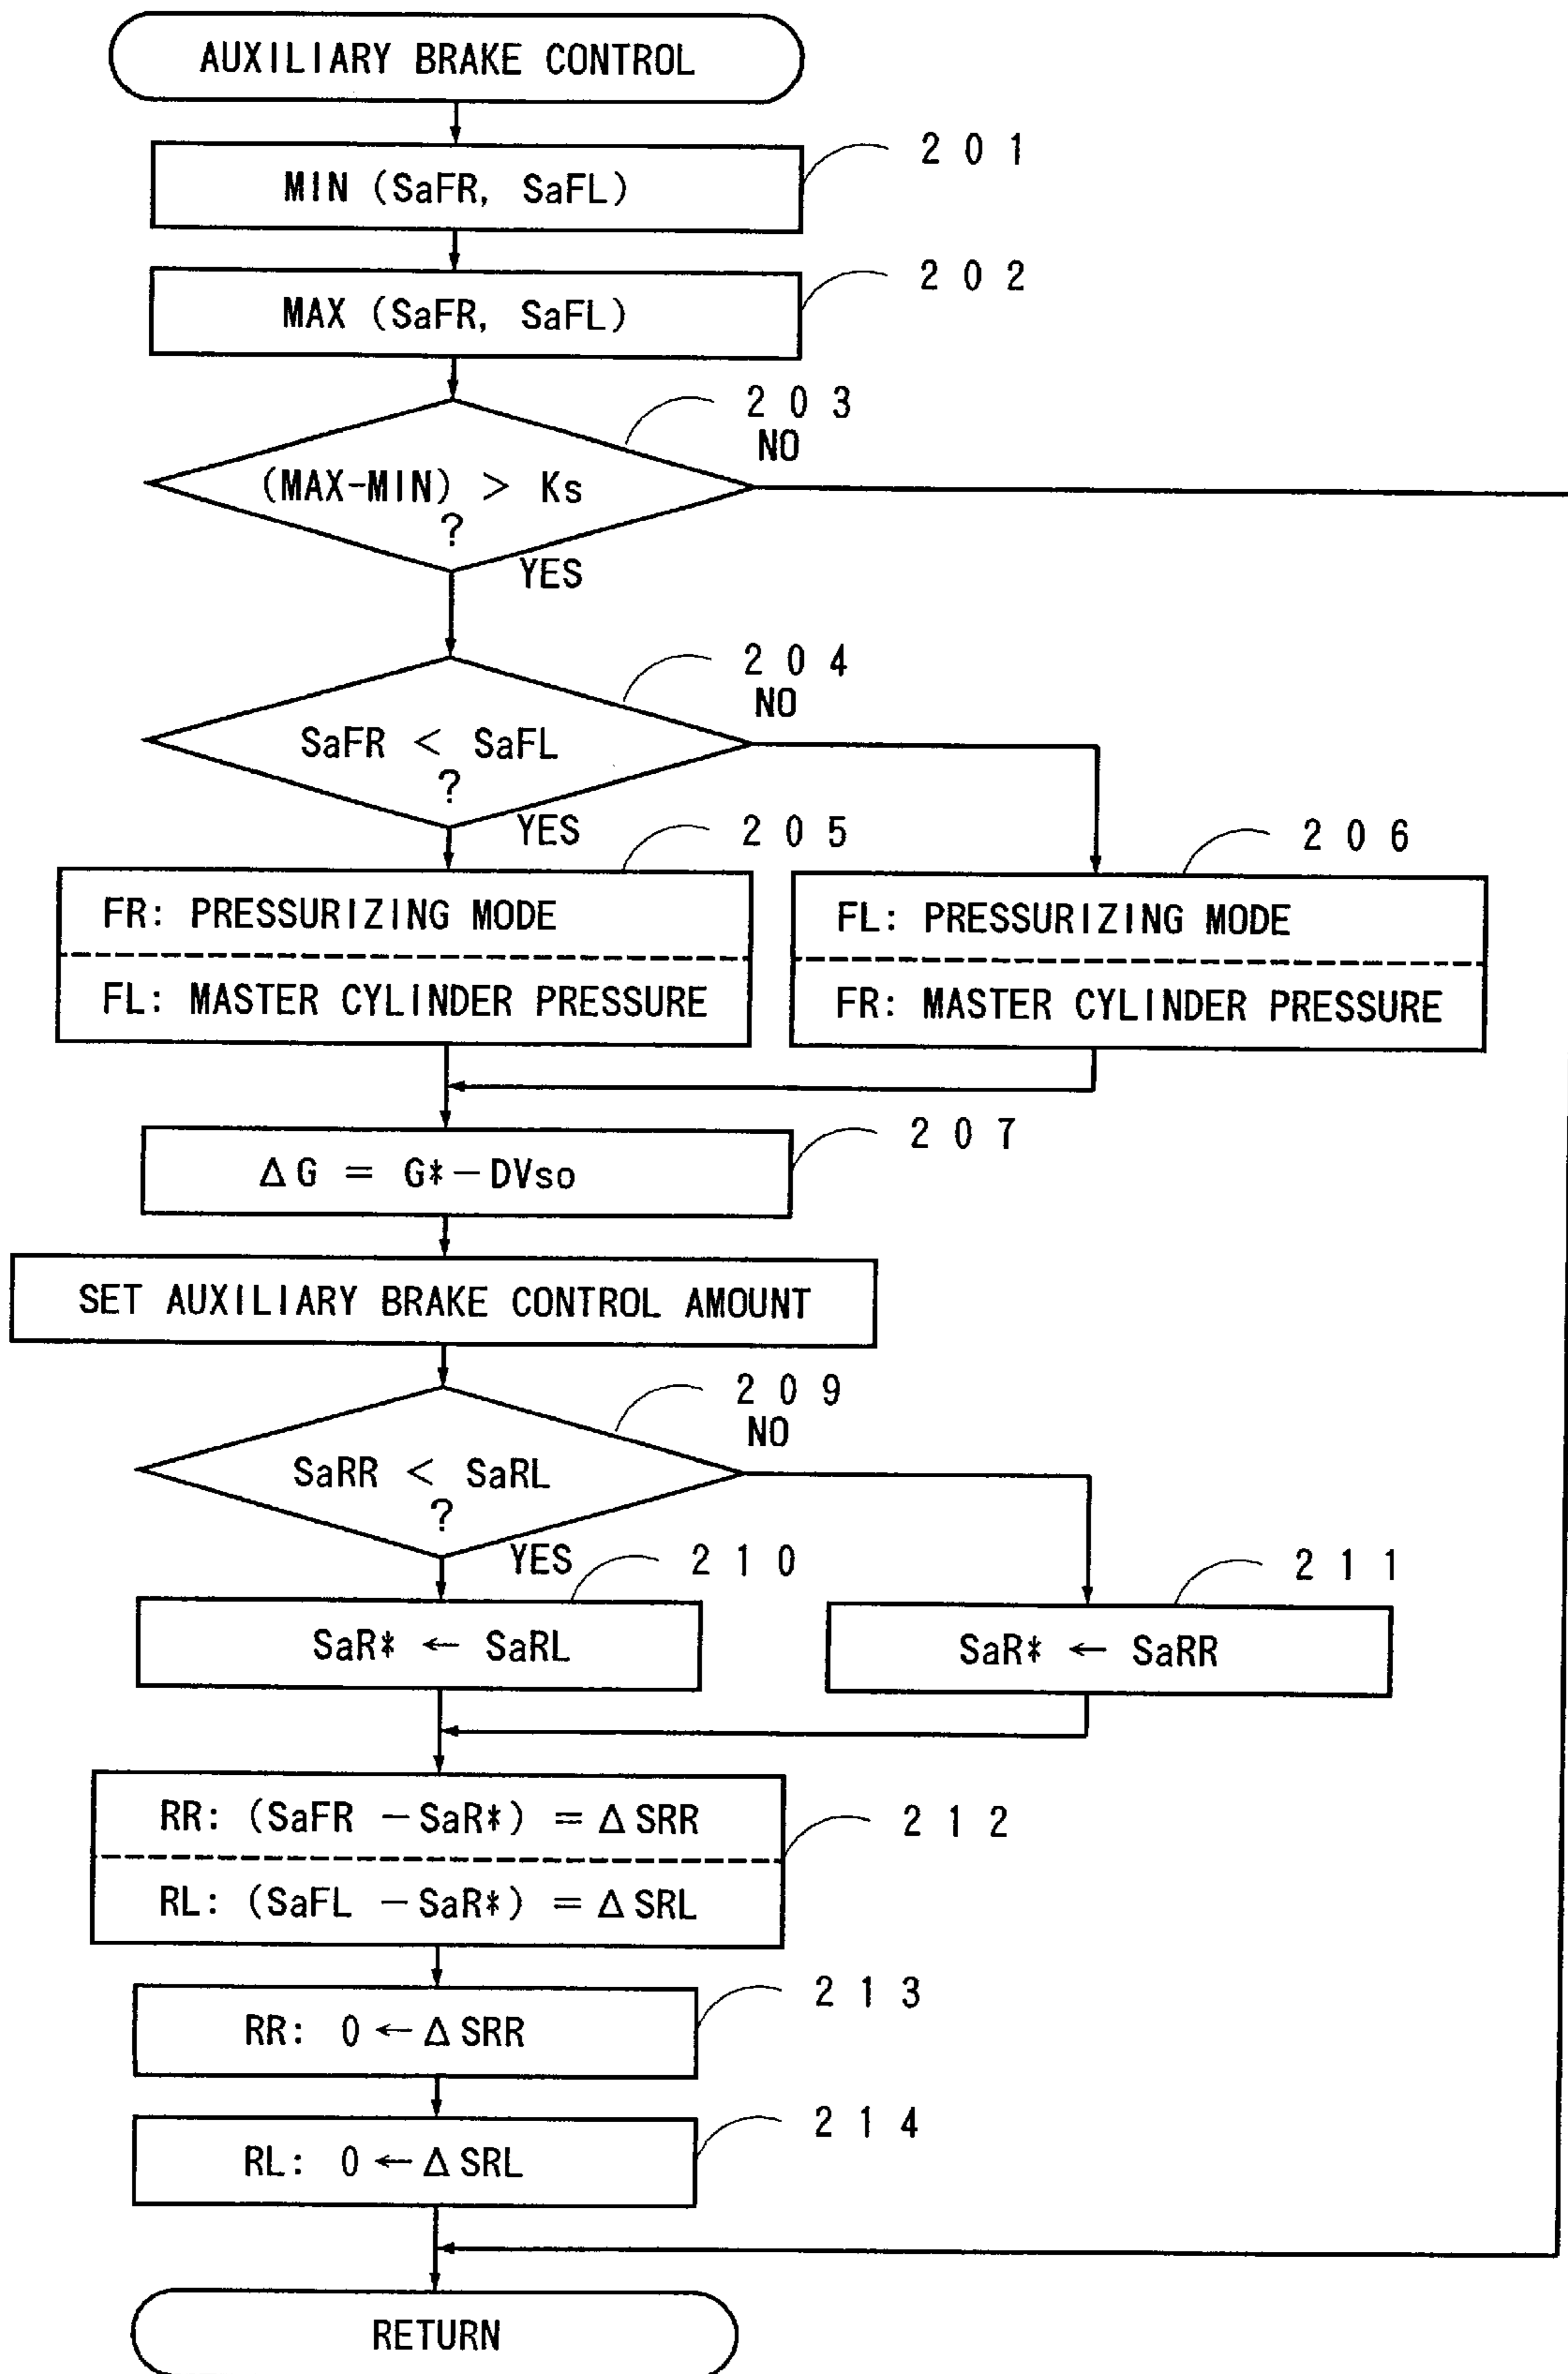 AUXILIARY BRAKE CONTROL
201
MIN (SaFR, SaFL)
202
MAX (SaFR, SaFL)
203
NO
(MAX-MIN) > Ks
?
YES
204
NO
SaFR < SaFL
?
YES
205
206
FR: PRESSURIZING MODE
FL: MASTER CYLINDER PRESSURE
FL: PRESSURIZING MODE
FR: MASTER CYLINDER PRESSURE
207
ΔG = G*-DVso
SET AUXILIARY BRAKE CONTROL AMOUNT
209
NO
SaRR < SaRL
?
YES
210
211
SaR* ← SaRL
SaR* ← SaRR
RR: (SaFR -SaR*) = ΔSRR
212
RL: (SaFL -SaR*) = ΔSRL
213
RR: 0 ← ΔSRR
214
RL: 0 ← ΔSRL
RETURN